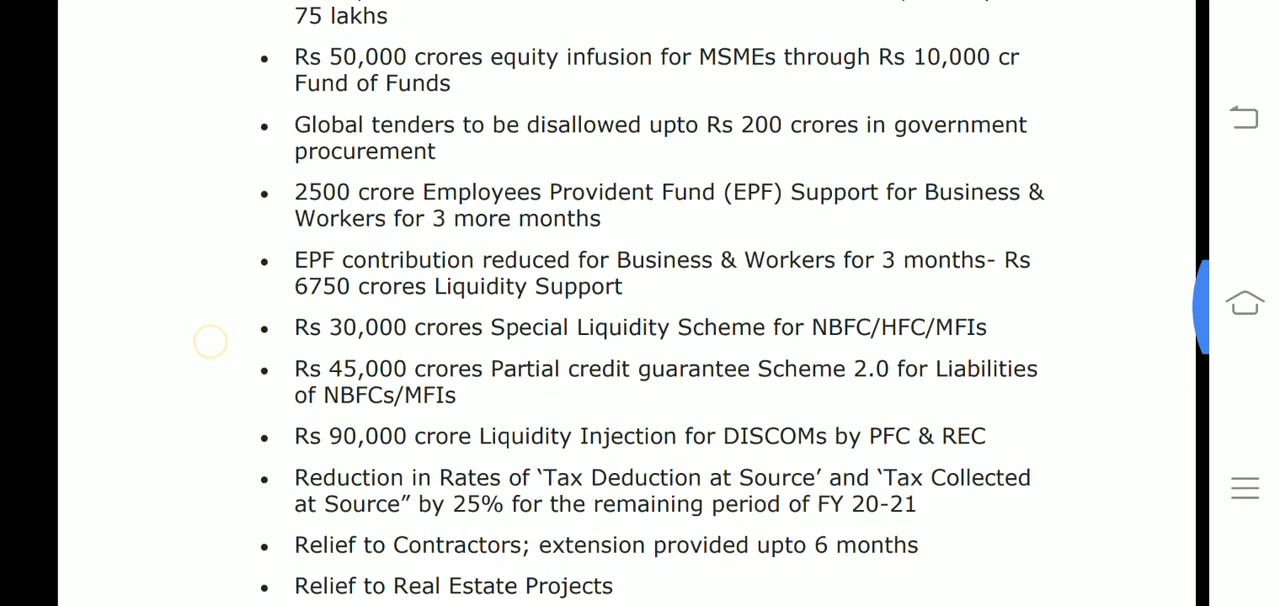 75 lakhs
• Rs 50,000 crores equity infusion for MSMEs through Rs 10,000 cr
Fund of Funds
• Global tenders to be disallowed upto Rs 200 crores in government
procurement
• 2500 crore Employees Provident Fund (EPF) Support for Business &
Workers for 3 more months
• EPF contribution reduced for Business & Workers for 3 months- Rs
6750 crores Liquidity Support
• Rs 30,000 crores Special Liquidity Scheme for NBFC/HFC/MFIs
• Rs 45,000 crores Partial credit guarantee Scheme 2.0 for Liabilities
of NBFCs/MFIs
• Rs 90,000 crore Liquidity Injection for DISCOMs by PFC & REC
• Reduction in Rates of ‘Tax Deduction at Source’ and ‘Tax Collected
at Source” by 25% for the remaining period of FY 20-21
• Relief to Contractors; extension provided upto 6 months
• Relief to Real Estate Projects